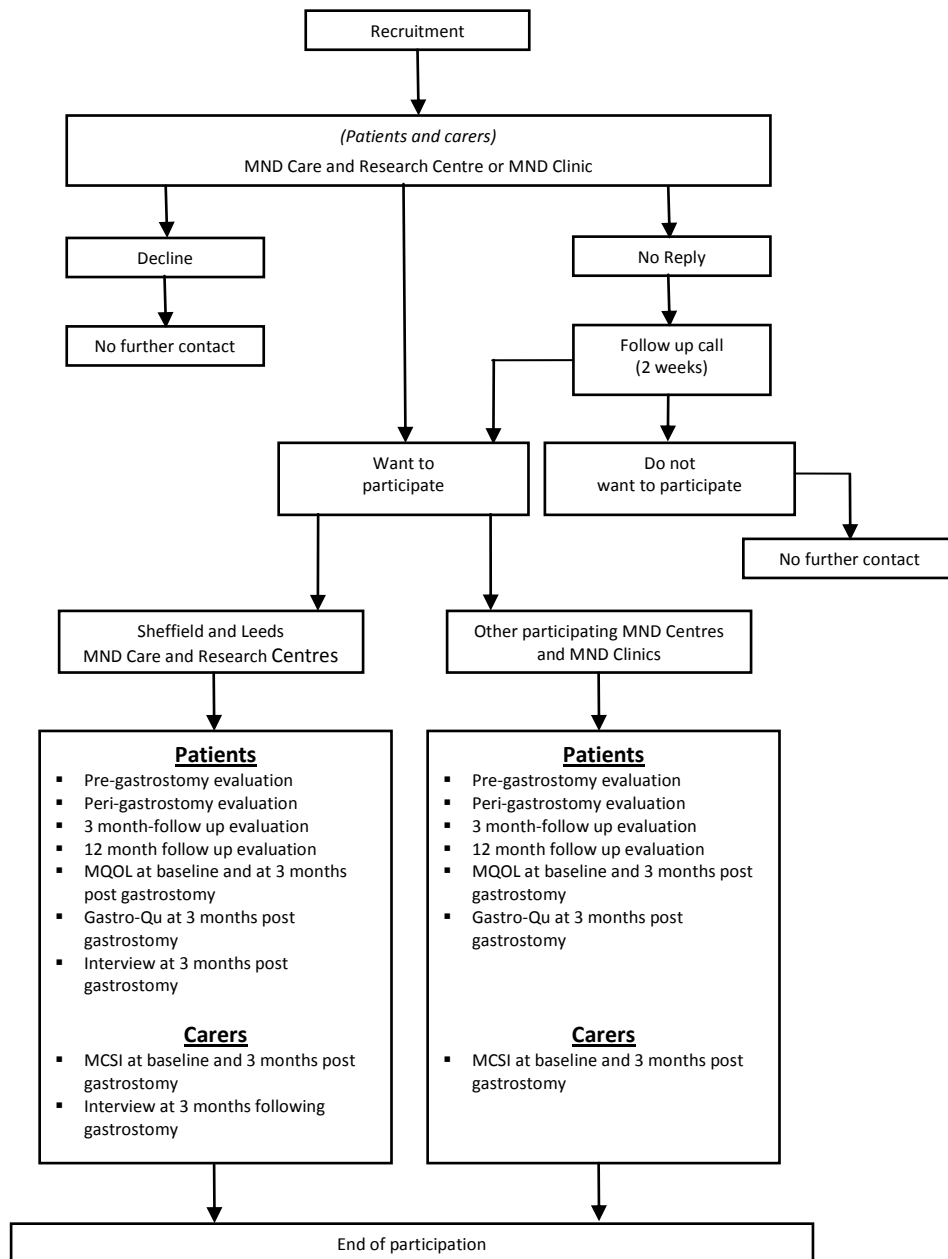 Recruitment
(Patients and carers)
MND Care and Research Centre or MND Clinic
Decline
No Reply
No further contact
Follow up call
(2 weeks)
Want to
participate
Do not
want to participate
No further contact
Sheffield and Leeds
MND Care and Research Centres
Other participating MND Centres
and MND Clinics
Patients
▪ Pre-gastrostomy evaluation
▪ Peri-gastrostomy evaluation
▪ 3 month-follow up evaluation
▪ 12 month follow up evaluation
▪ MQOL at baseline and at 3 months
post gastrostomy
▪ Gastro-Qu at 3 months post
gastrostomy
▪ Interview at 3 months post
gastrostomy
Carers
▪ MCSI at baseline and 3 months post
gastrostomy
▪ Interview at 3 months following
gastrostomy
Patients
▪ Pre-gastrostomy evaluation
▪ Peri-gastrostomy evaluation
▪ 3 month-follow up evaluation
▪ 12 month follow up evaluation
▪ MQOL at baseline and 3 months post
gastrostomy
▪ Gastro-Qu at 3 months post
gastrostomy
Carers
▪ MCSI at baseline and 3 months post
gastrostomy
End of participation